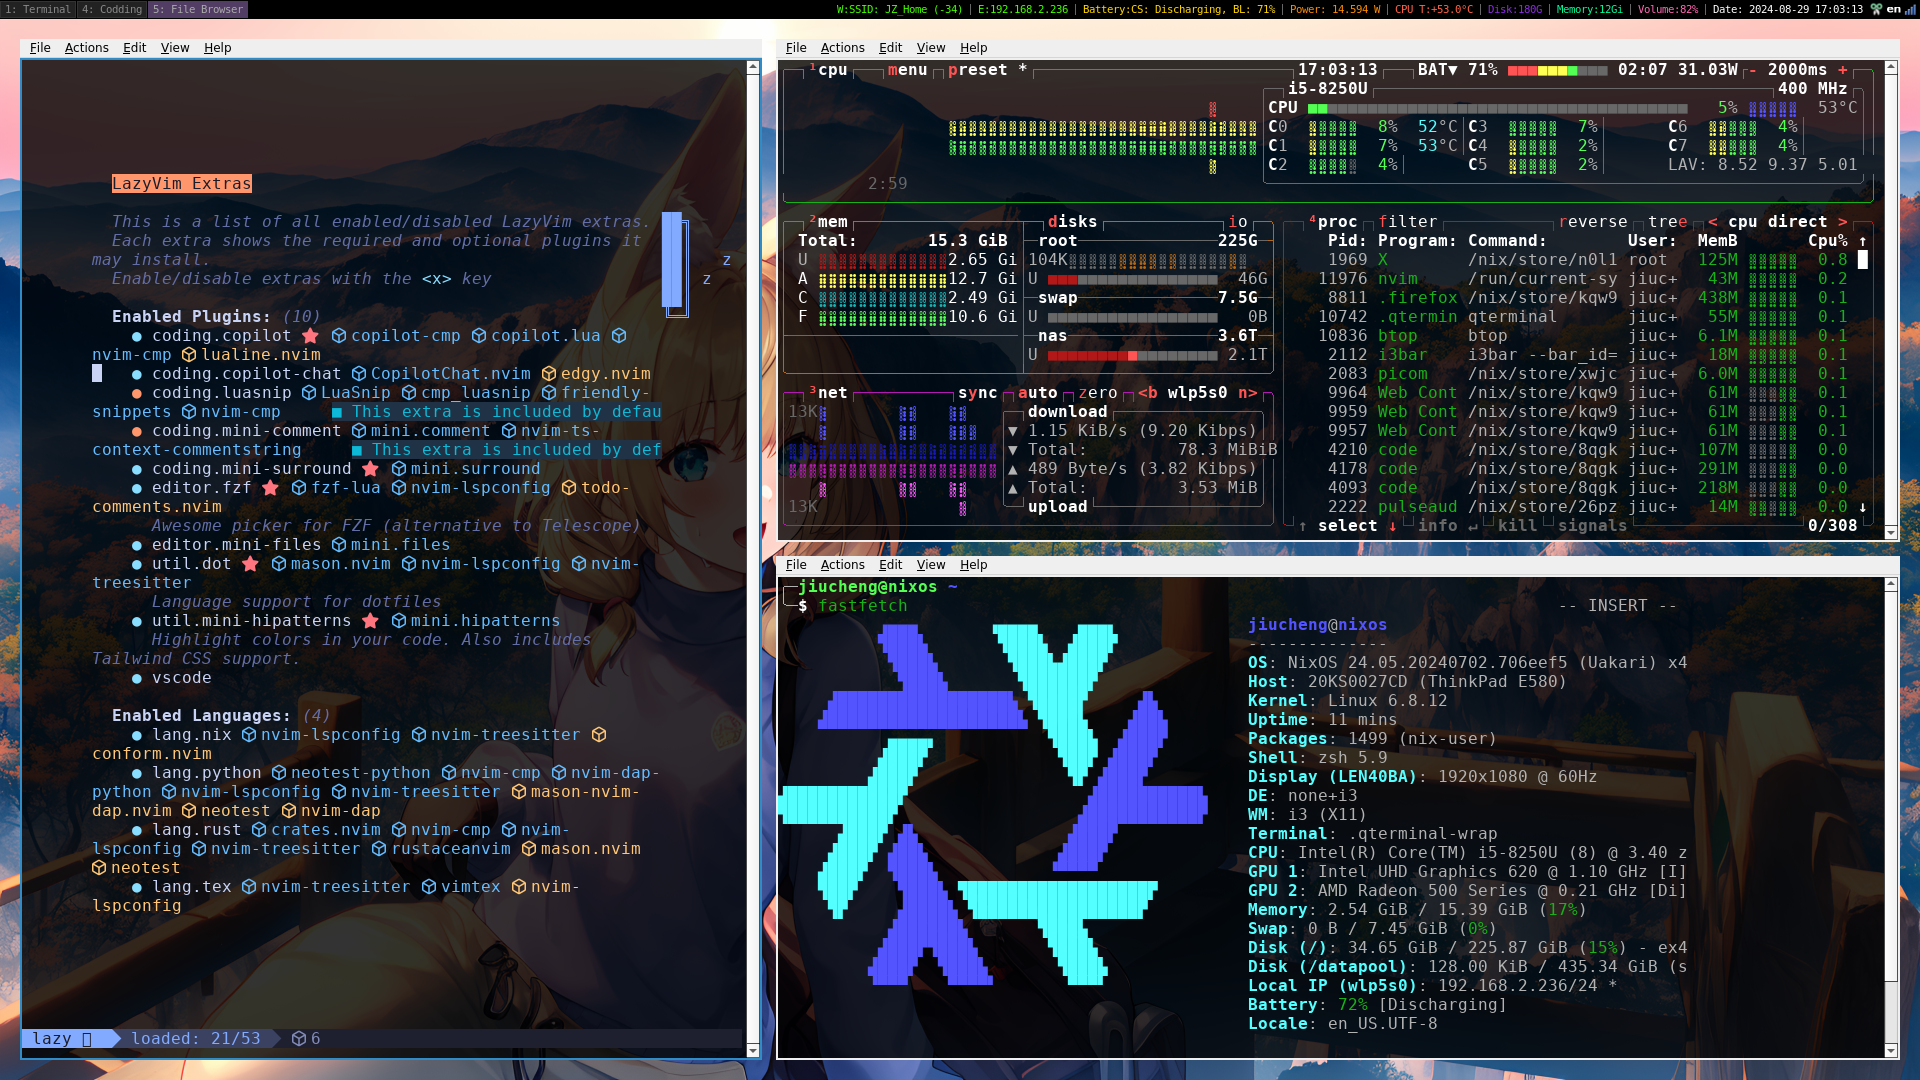 1: Terminal 4: Codding 5: File Browser
W:SSID: JZ_Home (-34) | E:192.168.2.236 | Battery:CS: Discharging, BL: 71% | Power: 14.594 W | CPU T:+53.0°C | Disk:180G | Memory:12Gi | Volume:82% | Date: 2024-08-29 17:03:13 en
File Actions Edit View Help
LazyVim Extras
This is a list of all enabled/disabled LazyVim extras.
Each extra shows the required and optional plugins it
may install.
Enable/disable extras with the <x> key
z
z
Enabled Plugins: (10)
● coding.copilot copilot-cmp copilot.lua
nvim-cmp lualine.nvim
● coding.copilot-chat CopilotChat.nvim edgy.nvim
● coding.luasnip LuaSnip cmp_luasnip friendly-
snippets nvim-cmp ■ This extra is included by defau
● coding.mini-comment mini.comment nvim-ts-
context-commentstring ■ This extra is included by def
● coding.mini-surround mini.surround
● editor.fzf fzf-lua nvim-lspconfig todo-
comments.nvim
Awesome picker for FZF (alternative to Telescope)
● editor.mini-files mini.files
● util.dot mason.nvim nvim-lspconfig nvim-
treesitter
Language support for dotfiles
● util.mini-hipatterns mini.hipatterns
Highlight colors in your code. Also includes
Tailwind CSS support.
● vscode
Enabled Languages: (4)
● lang.nix nvim-lspconfig nvim-treesitter
conform.nvim
● lang.python neotest-python nvim-cmp nvim-dap-
python nvim-lspconfig nvim-treesitter mason-nvim-
dap.nvim neotest nvim-dap
● lang.rust crates.nvim nvim-cmp nvim-
lspconfig nvim-treesitter rustaceanvim mason.nvim
neotest
● lang.tex nvim-treesitter vimtex nvim-
lspconfig
lazy loaded: 21/53 6
File Actions Edit View Help
¹cpu menu preset * 17:03:13 BAT▼ 71% 02:07 31.03W - 2000ms +
i5-8250U 400 MHz
CPU 5% 53°C
C0 8% 52°C C3 7% C6 4%
C1 7% 53°C C4 2% C7 4%
C2 4% C5 2% LAV: 8.52 9.37 5.01
2:59
²mem disks io
Total: 15.3 GiB root 225G
U 2.65 Gi 104K
A 12.7 Gi U 46G
C 2.49 Gi swap 7.5G
F 10.6 Gi U 0B
nas 3.6T
U 2.1T
³net sync auto zero <b wlp5s0 n>
13K download
▼ 1.15 KiB/s (9.20 Kibps)
▼ Total: 78.3 MiBiB
▲ 489 Byte/s (3.82 Kibps)
▲ Total: 3.53 MiB
13K upload
⁴proc filter reverse tree < cpu direct >
Pid: Program: Command: User: MemB Cpu% ↑
1969 X /nix/store/n0l1 root 125M 0.8
11976 nvim /run/current-sy jiuc+ 43M 0.2
8811 .firefox /nix/store/kqw9 jiuc+ 438M 0.1
10742 .qtermin qterminal jiuc+ 55M 0.1
10836 btop btop jiuc+ 6.1M 0.1
2112 i3bar i3bar --bar_id= jiuc+ 18M 0.1
2083 picom /nix/store/xwjc jiuc+ 6.0M 0.1
9964 Web Cont /nix/store/kqw9 jiuc+ 61M 0.1
9959 Web Cont /nix/store/kqw9 jiuc+ 61M 0.1
9957 Web Cont /nix/store/kqw9 jiuc+ 61M 0.1
4210 code /nix/store/8qgk jiuc+ 107M 0.0
4178 code /nix/store/8qgk jiuc+ 291M 0.0
4093 code /nix/store/8qgk jiuc+ 218M 0.0
2222 pulseaud /nix/store/26pz jiuc+ 14M 0.0 ↓
↑ select ↓ info ↵ kill signals 0/308
File Actions Edit View Help
jiucheng@nixos ~
$ fastfetch -- INSERT --
jiucheng@nixos
--------------
OS: NixOS 24.05.20240702.706eef5 (Uakari) x4
Host: 20KS0027CD (ThinkPad E580)
Kernel: Linux 6.8.12
Uptime: 11 mins
Packages: 1499 (nix-user)
Shell: zsh 5.9
Display (LEN40BA): 1920x1080 @ 60Hz
DE: none+i3
WM: i3 (X11)
Terminal: .qterminal-wrap
CPU: Intel(R) Core(TM) i5-8250U (8) @ 3.40 z
GPU 1: Intel UHD Graphics 620 @ 1.10 GHz [I]
GPU 2: AMD Radeon 500 Series @ 0.21 GHz [Di]
Memory: 2.54 GiB / 15.39 GiB (17%)
Swap: 0 B / 7.45 GiB (0%)
Disk (/): 34.65 GiB / 225.87 GiB (15%) - ex4
Disk (/datapool): 128.00 KiB / 435.34 GiB (s
Local IP (wlp5s0): 192.168.2.236/24 *
Battery: 72% [Discharging]
Locale: en_US.UTF-8